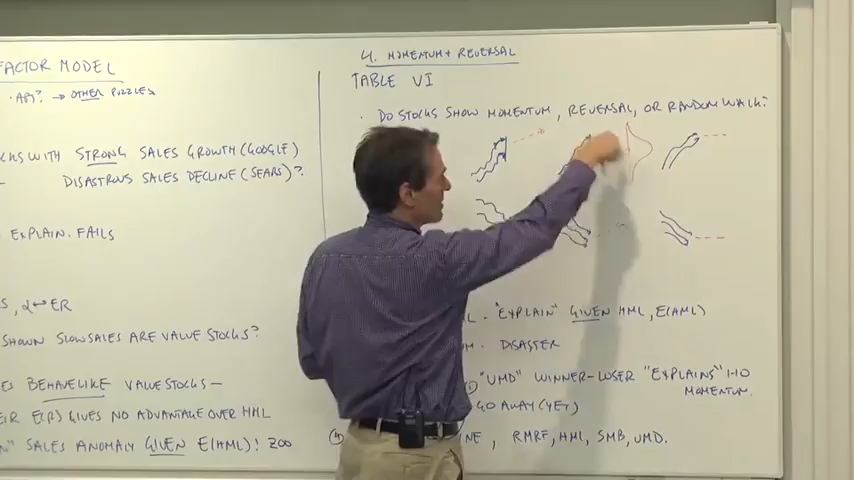 FACTOR MODEL
· APT? → OTHER PUZZLES
CKS WITH STRONG SALES GROWTH (GOOGLE)
DISASTROUS SALES DECLINE (SEARS)?
EXPLAIN. FAILS
S, α↔ER
SHOWN SLOW SALES ARE VALUE STOCKS?
ES BEHAVE LIKE VALUE STOCKS —
EIR E(R) GIVES NO ADVANTAGE OVER HML
N" SALES ANOMALY GIVEN E(HML)! ZOO
4. MOMENTUM + REVERSAL
TABLE VI
· DO STOCKS SHOW MOMENTUM, REVERSAL, OR RANDOM WALK?
L. "EXPLAIN" GIVEN HML, E(HML)
M. DISASTER
"UMD" WINNER-LOSER "EXPLAINS" 1-10
MOMENTUM.
GO AWAY (YET)
NE, RMRF, HML, SMB, UMD.